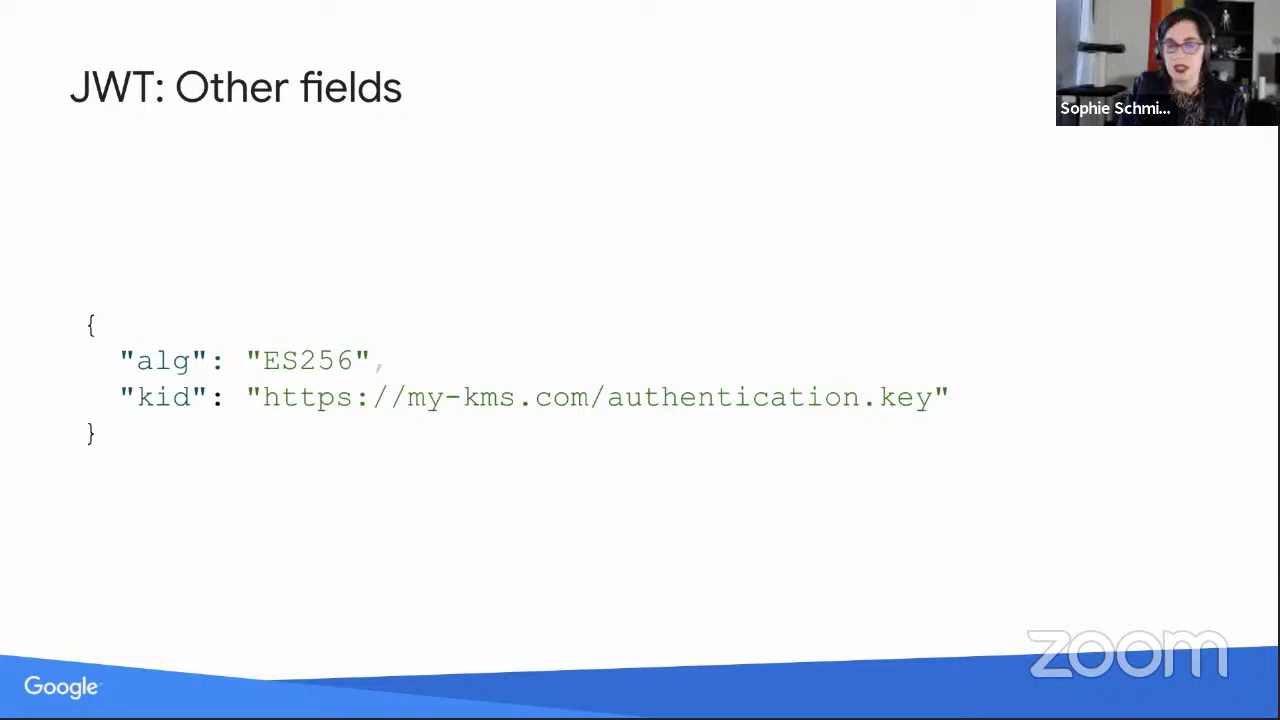 JWT: Other fields
Sophie Schmi...
{
"alg": "ES256",
"kid": "https://my-kms.com/authentication.key"
}
zoom
Google